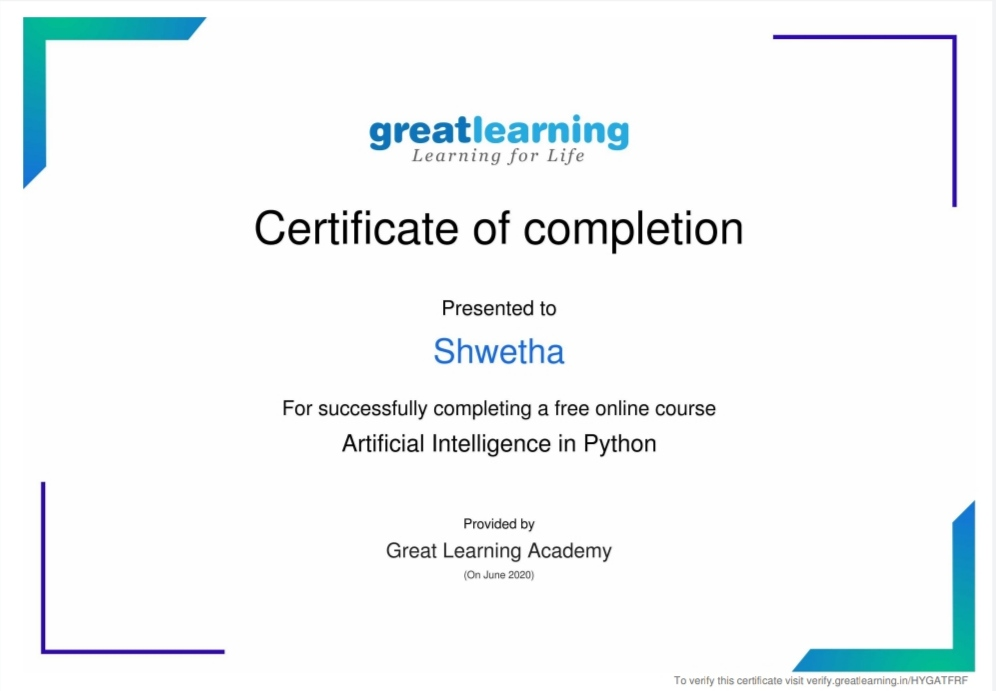 greatlearning
Learning for Life
Certificate of completion
Presented to
Shwetha
For successfully completing a free online course
Artificial Intelligence in Python
Provided by
Great Learning Academy
(On June 2020)
To verify this certificate visit verify.greatlearning.in/HYGATFRF